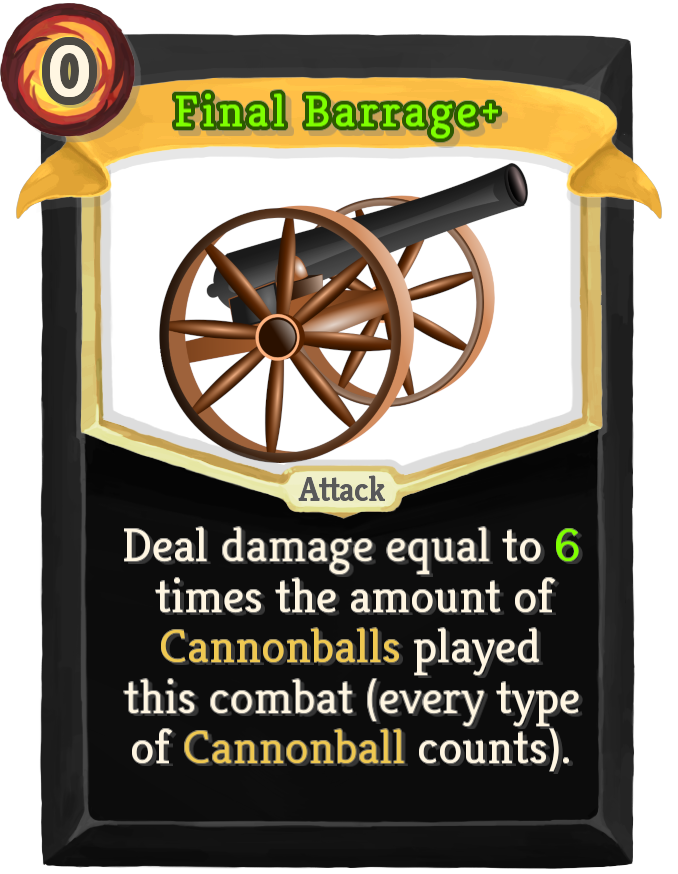 0
Final Barrage+
Attack
Deal damage equal to 6
times the amount of
Cannonballs played
this combat (every type
of Cannonball counts).